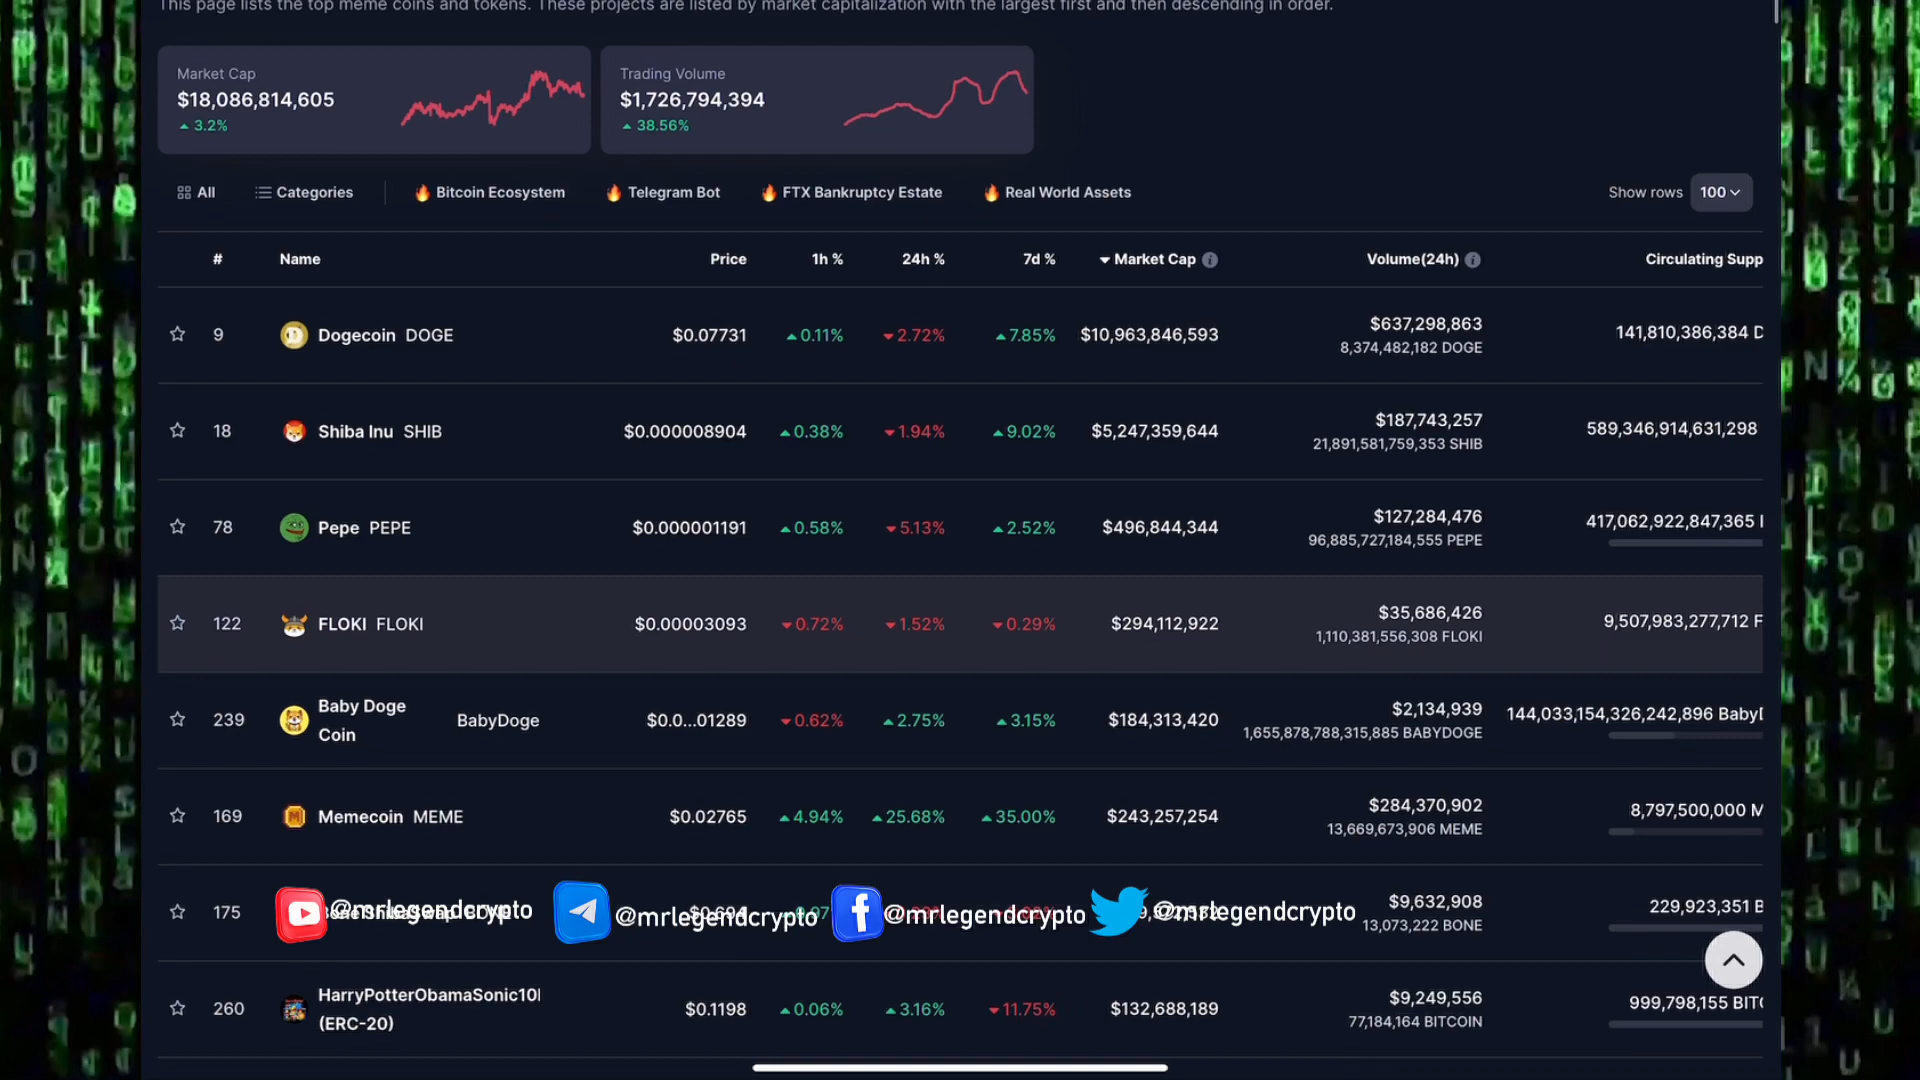 This page lists the top meme coins and tokens. These projects are listed by market capitalization with the largest first and then descending in order.
Market Cap
$18,086,814,605
3.2%
Trading Volume
$1,726,794,394
38.56%
All Categories Bitcoin Ecosystem Telegram Bot FTX Bankruptcy Estate Real World Assets Show rows 100
# Name Price 1h % 24h % 7d % Market Cap Volume(24h) Circulating Supp
9 Dogecoin DOGE $0.07731 0.11% 2.72% 7.85% $10,963,846,593 $637,298,863 141,810,386,384 D
8,374,482,182 DOGE
18 Shiba Inu SHIB $0.000008904 0.38% 1.94% 9.02% $5,247,359,644 $187,743,257 589,346,914,631,298
21,891,581,759,353 SHIB
78 Pepe PEPE $0.000001191 0.58% 5.13% 2.52% $496,844,344 $127,284,476 417,062,922,847,365
96,885,727,184,555 PEPE
122 FLOKI FLOKI $0.00003093 0.72% 1.52% 0.29% $294,112,922 $35,686,426 9,507,983,277,712 F
1,110,381,556,308 FLOKI
239 Baby Doge Coin BabyDoge $0.0...01289 0.62% 2.75% 3.15% $184,313,420 $2,134,939 144,033,154,326,242,896 Baby
1,655,878,788,315,885 BABYDOGE
169 Memecoin MEME $0.02765 4.94% 25.68% 35.00% $243,257,254 $284,370,902 8,797,500,000 M
13,669,673,906 MEME
175 $9,632,908 229,923,351 B
13,073,222 BONE
@mrlegendcrypto @mrlegendcrypto @mrlegendcrypto @mrlegendcrypto
260 HarryPotterObamaSonic10I (ERC-20) $0.1198 0.06% 3.16% 11.75% $132,688,189 $9,249,556 999,798,155 BITC
77,184,164 BITCOIN